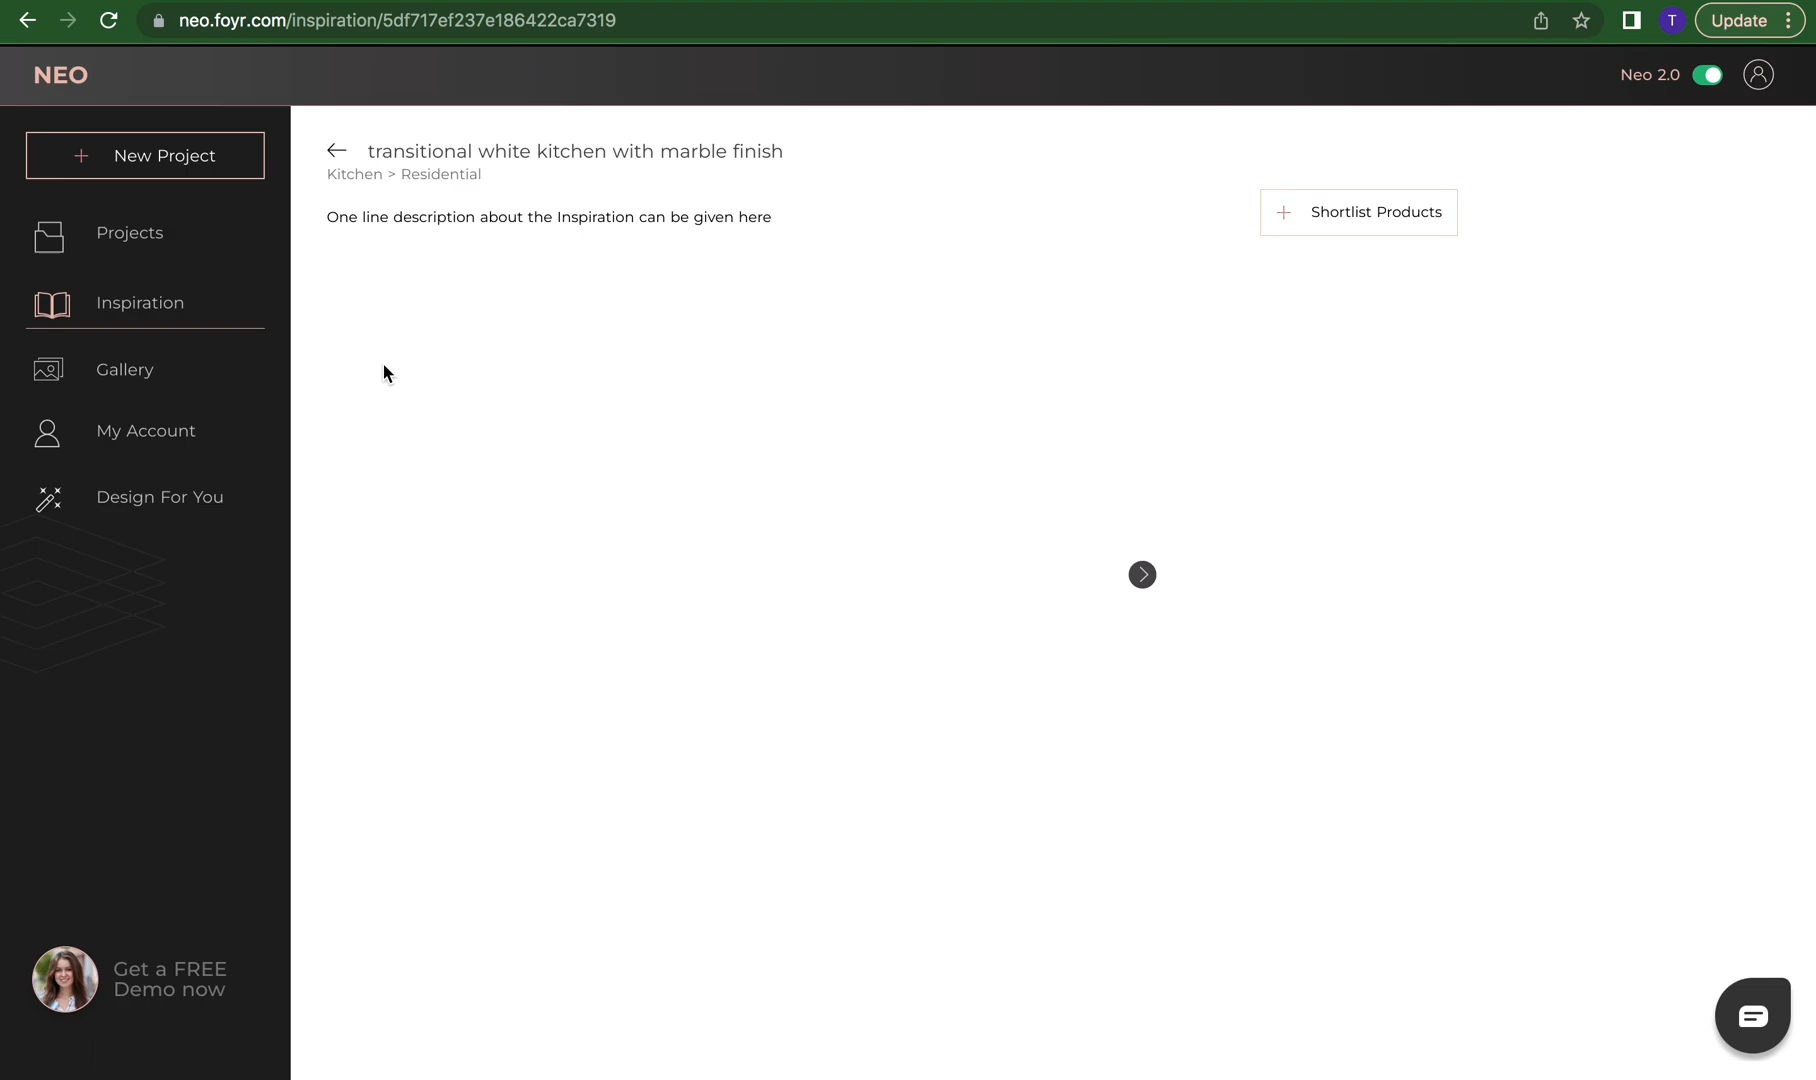 neo.foyr.com/inspiration/5df717ef237e186422ca7319
T
Update
NEO
Neo 2.0
New Project
Projects
Inspiration
Gallery
My Account
Design For You
Get a FREE
Demo now
transitional white kitchen with marble finish
Kitchen > Residential
One line description about the Inspiration can be given here
Shortlist Products